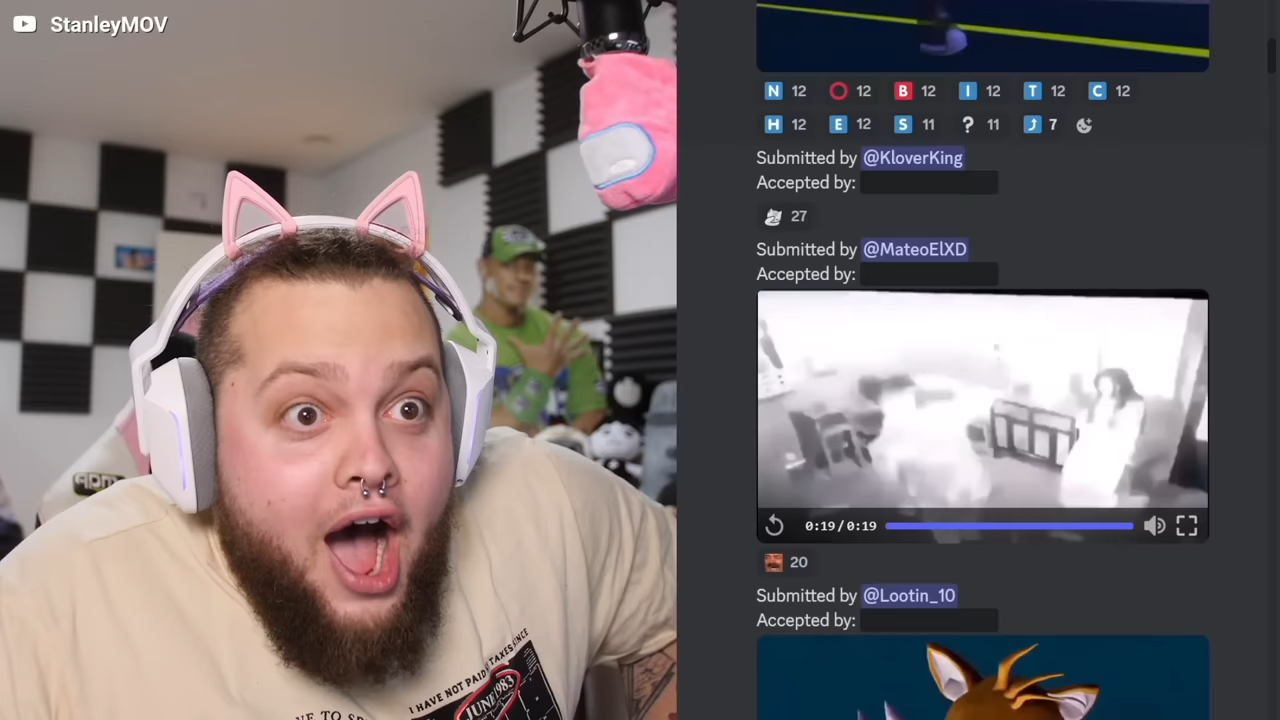 StanleyMOV
N 12 12 B 12 I 12 T 12 C 12
H 12 E 12 S 11 ? 11 7
Submitted by @KloverKing
Accepted by:
27
Submitted by @MateoElXD
Accepted by:
0:19/0:19
20
Submitted by @Lootin_10
Accepted by:
I HAVE NOT PAID TAXES SINCE
JUNE 1983